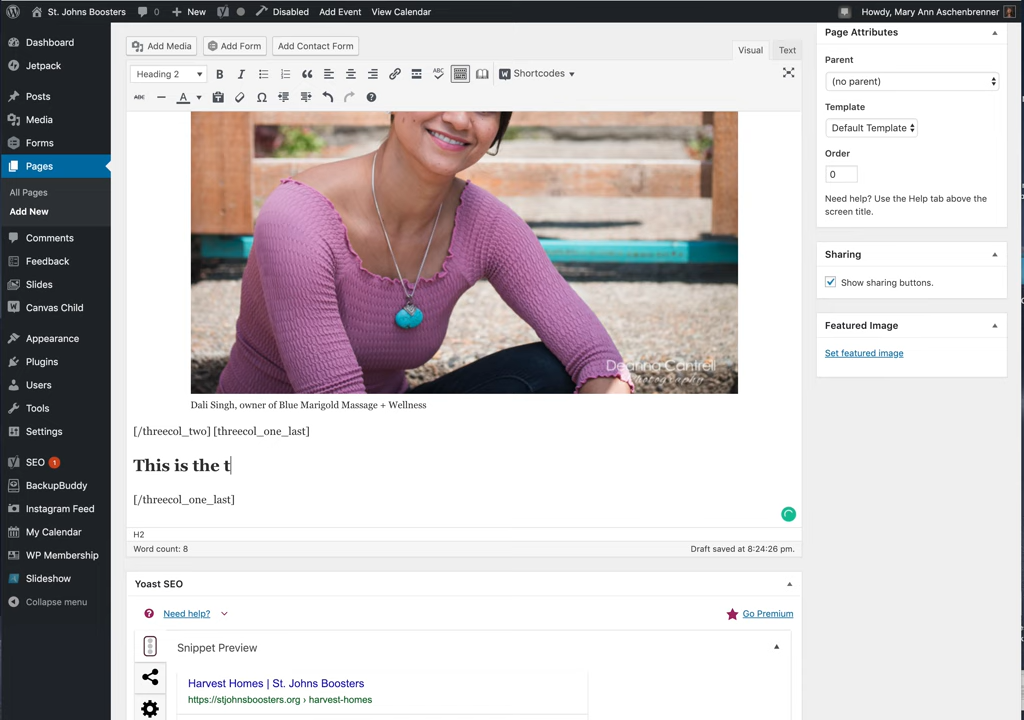 St. Johns Boosters 0 New Disabled Add Event View Calendar Howdy, Mary Ann Aschenbrenner
Dashboard
Jetpack
Posts
Media
Forms
Pages
All Pages
Add New
Comments
Feedback
Slides
Canvas Child
Appearance
Plugins
Users
Tools
Settings
SEO 1
BackupBuddy
Instagram Feed
My Calendar
WP Membership
Slideshow
Collapse menu
Add Media Add Form Add Contact Form
Visual Text
Heading 2 B I ABC Shortcodes
ABC A
Deanna Cantrell
Photography
Dali Singh, owner of Blue Marigold Massage + Wellness
[/threecol_two] [threecol_one_last]
This is the t
[/threecol_one_last]
H2
Word count: 8 Draft saved at 8:24:26 pm.
Yoast SEO
Need help? Go Premium
Snippet Preview
Harvest Homes | St. Johns Boosters
https://stjohnsboosters.org › harvest-homes
Page Attributes
Parent
(no parent)
Template
Default Template
Order
0
Need help? Use the Help tab above the
screen title.
Sharing
Show sharing buttons.
Featured Image
Set featured image